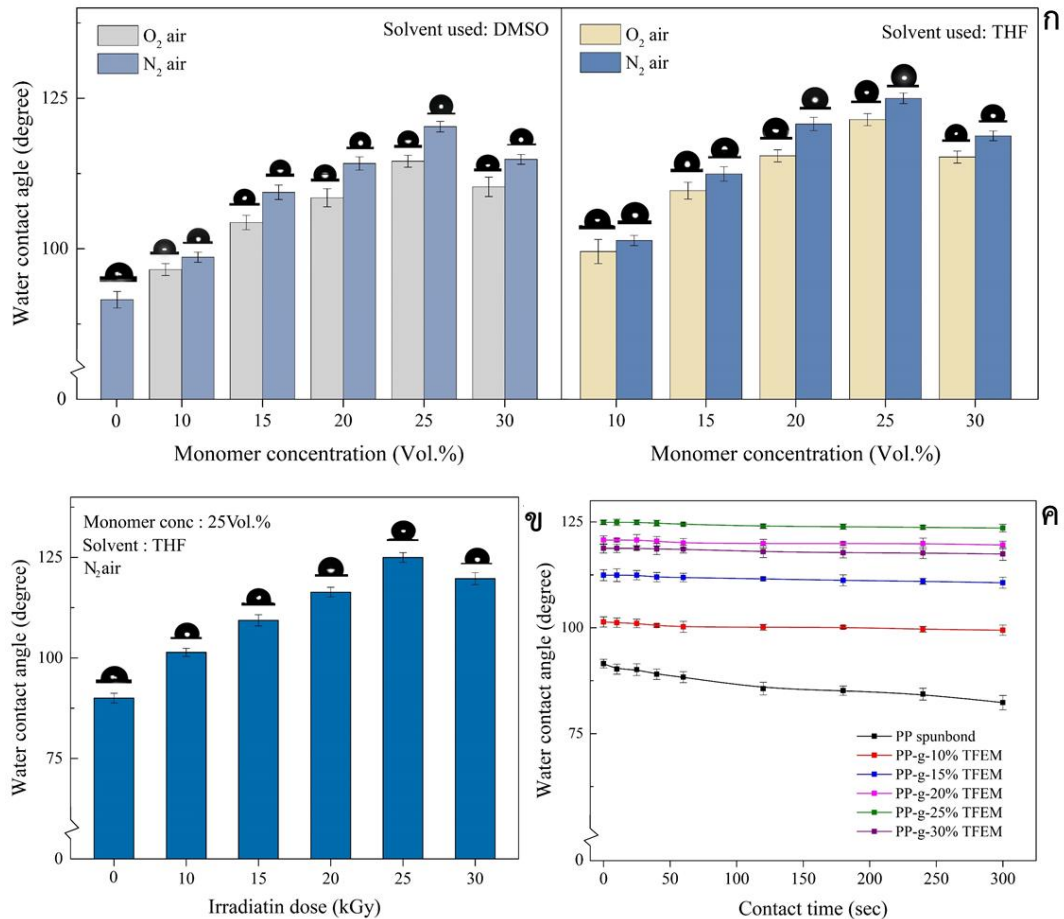 ก
Water contact agle (degree)
125
100
0
O₂ air
N₂ air
Solvent used: DMSO
0 10 15 20 25 30
Monomer concentration (Vol.%)
O₂ air
N₂ air
Solvent used: THF
10 15 20 25 30
Monomer concentration (Vol.%)
ข
Water contact angle (degree)
125
100
75
0
Monomer conc : 25Vol.%
Solvent : THF
N₂air
0 10 15 20 25 30
Irradiatin dose (kGy)
ค
Water contact angle (degree)
125
100
75
0
PP spunbond
PP-g-10% TFEM
PP-g-15% TFEM
PP-g-20% TFEM
PP-g-25% TFEM
PP-g-30% TFEM
0 50 100 150 200 250 300
Contact time (sec)